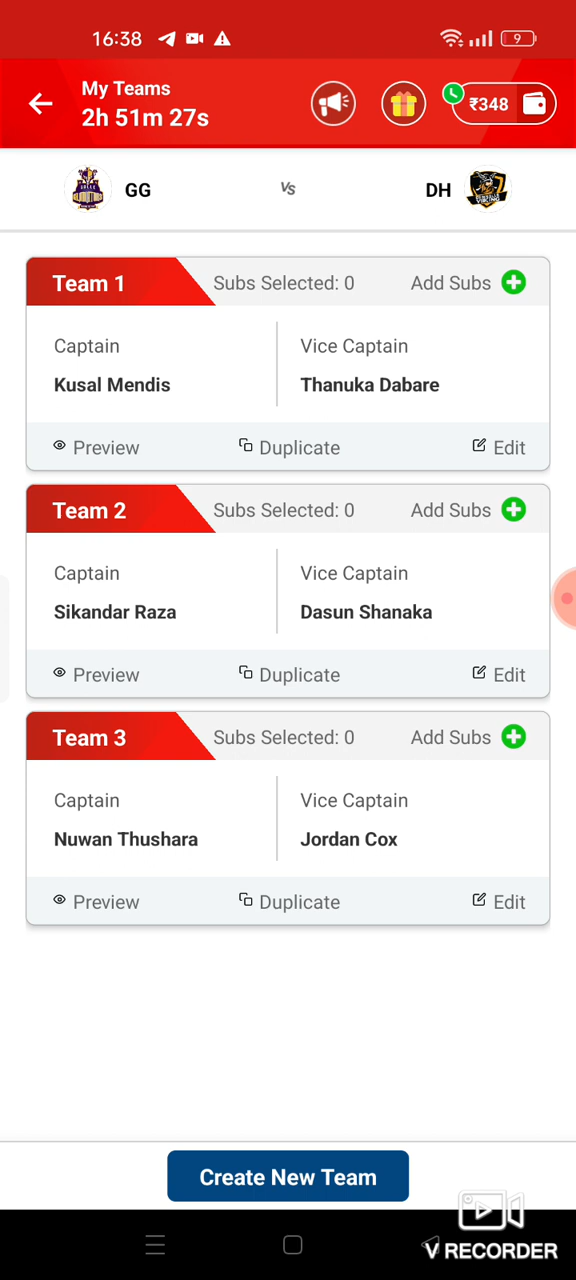 16:38
9
My Teams
2h 51m 27s
₹348
GG
Vs
DH
Team 1
Subs Selected: 0
Add Subs
Captain
Vice Captain
Kusal Mendis
Thanuka Dabare
Preview
Duplicate
Edit
Team 2
Subs Selected: 0
Add Subs
Captain
Vice Captain
Sikandar Raza
Dasun Shanaka
Preview
Duplicate
Edit
Team 3
Subs Selected: 0
Add Subs
Captain
Vice Captain
Nuwan Thushara
Jordan Cox
Preview
Duplicate
Edit
Create New Team
V RECORDER